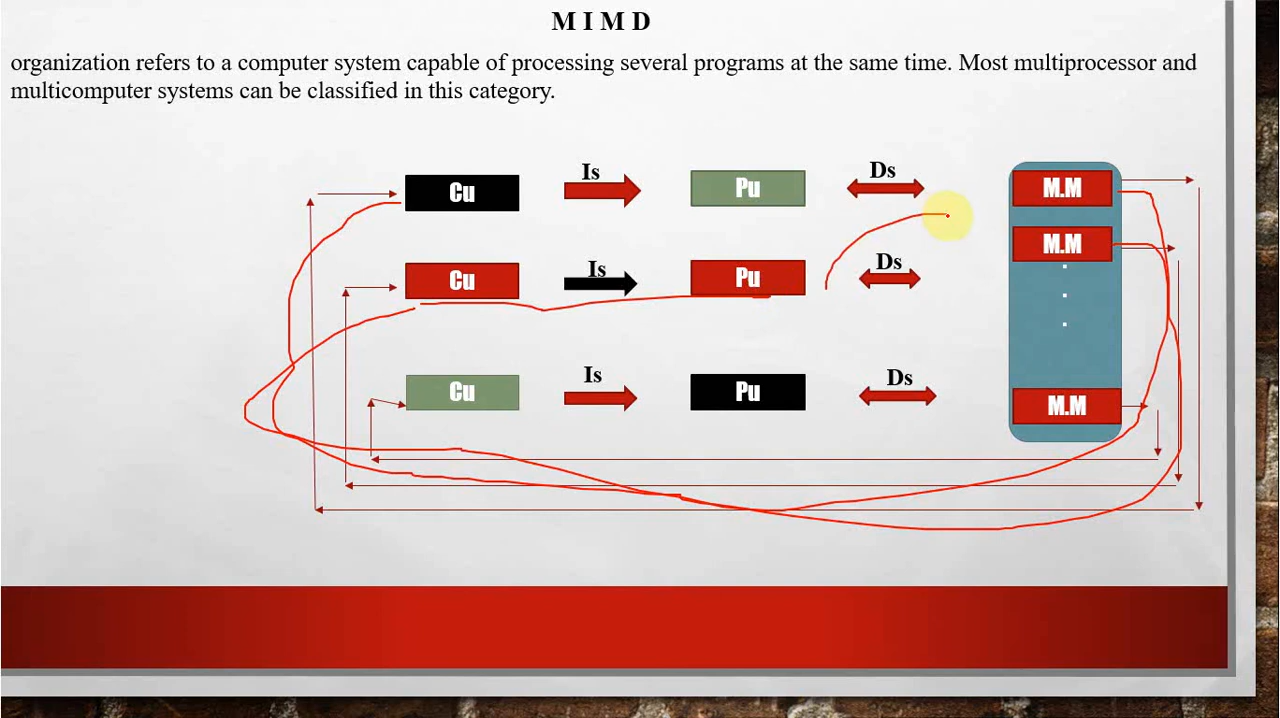 M I M D
organization refers to a computer system capable of processing several programs at the same time. Most multiprocessor and
multicomputer systems can be classified in this category.
Cu Is Pu Ds M.M
Cu Is Pu Ds M.M
Cu Is Pu Ds M.M